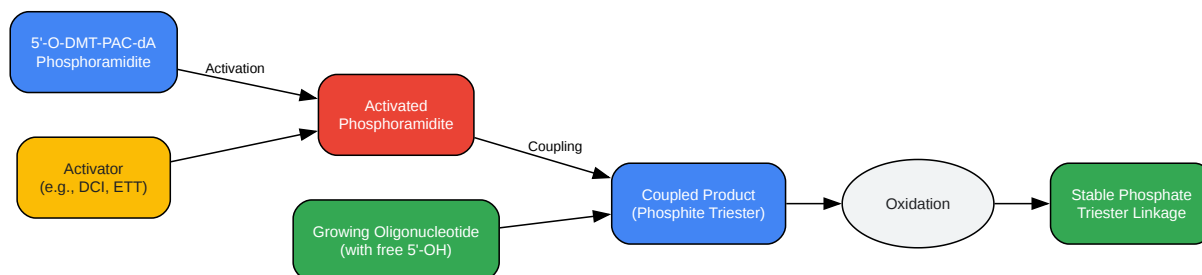 5'-O-DMT-PAC-dA
Phosphoramidite
Activation
Activator
(e.g., DCI, ETT)
Activated
Phosphoramidite
Coupling
Growing Oligonucleotide
(with free 5'-OH)
Coupled Product
(Phosphite Triester)
Oxidation
Stable Phosphate
Triester Linkage